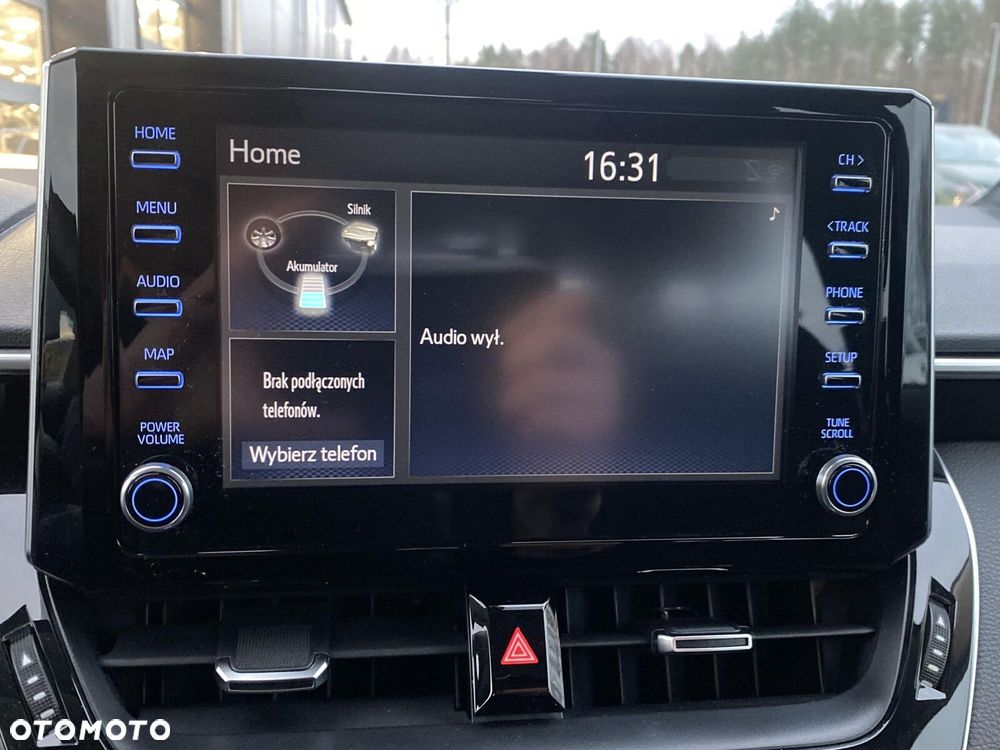 HOME
MENU
AUDIO
MAP
POWER
VOLUME
Home
16:31
Silnik
Akumulator
Brak podłączonych
telefonów.
Wybierz telefon
Audio wył.
CH >
<TRACK
PHONE
SETUP
TUNE
SCROLL
OTOMOTO